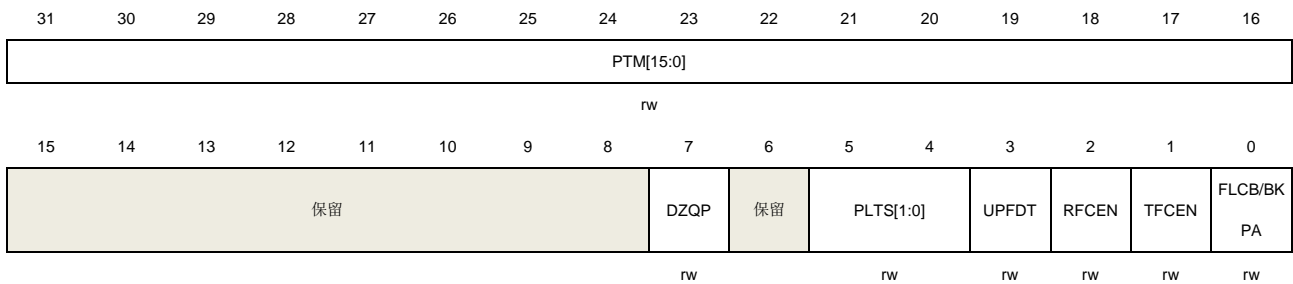 31 30 29 28 27 26 25 24 23 22 21 20 19 18 17 16
PTM[15:0]
rw
15 14 13 12 11 10 9 8 7 6 5 4 3 2 1 0
保留 DZQP 保留 PLTS[1:0] UPFDT RFCEN TFCEN FLCB/BK
PA
rw rw rw rw rw rw